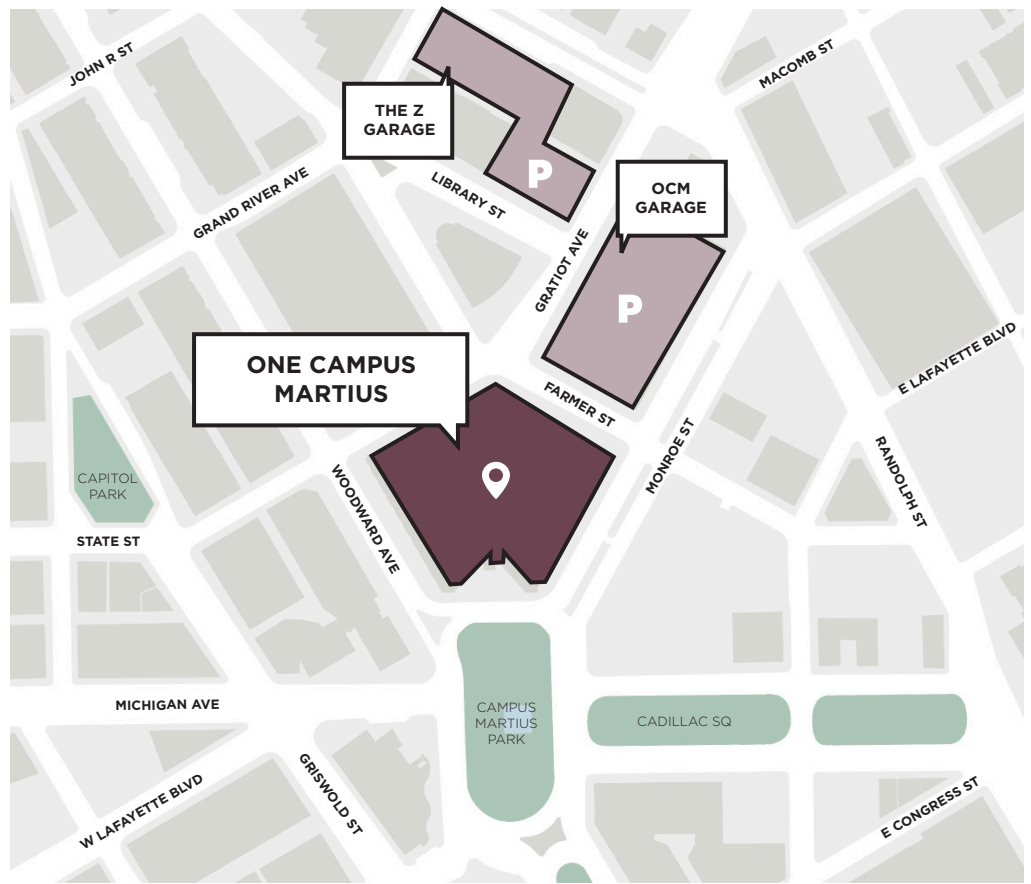 JOHN R ST
MACOMB ST
THE Z
GARAGE
P
OCM
GARAGE
LIBRARY ST
GRAND RIVER AVE
GRATIOT AVE
P
ONE CAMPUS
MARTIUS
E LAFAYETTE BLVD
FARMER ST
MONROE ST
CAPITOL
PARK
WOODWARD AVE
RANDOLPH ST
STATE ST
MICHIGAN AVE
CAMPUS
MARTIUS
PARK
CADILLAC SQ
W LAFAYETTE BLVD
GRISWOLD ST
E CONGRESS ST